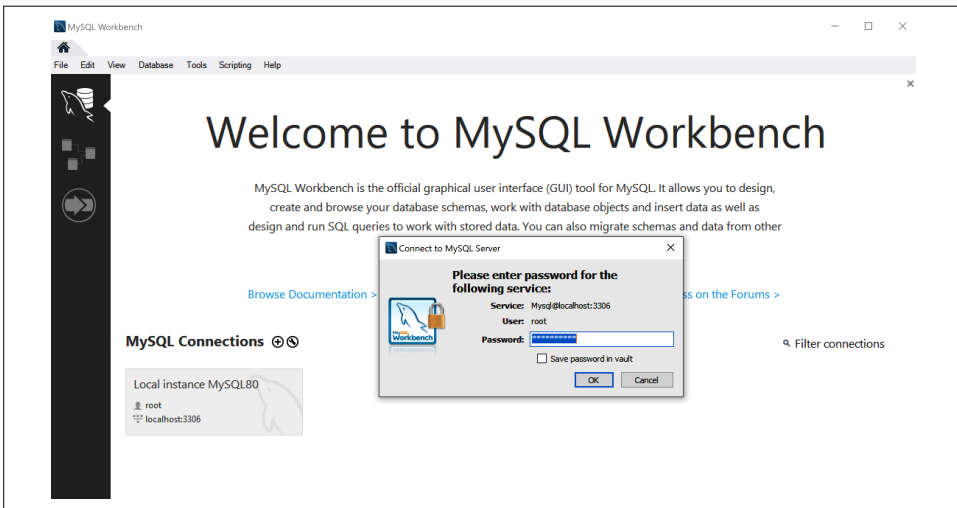 MySQL Workbench
File Edit View Database Tools Scripting Help
Welcome to MySQL Workbench
MySQL Workbench is the official graphical user interface (GUI) tool for MySQL. It allows you to design,
create and browse your database schemas, work with database objects and insert data as well as
design and run SQL queries to work with stored data. You can also migrate schemas and data from other
Connect to MySQL Server
Please enter password for the
following service:
Service: Mysql@localhost:3306
User: root
Password: **********
Save password in vault
OK Cancel
Workbench
Browse Documentation >
ss on the Forums >
MySQL Connections
Filter connections
Local instance MySQL80
root
localhost:3306